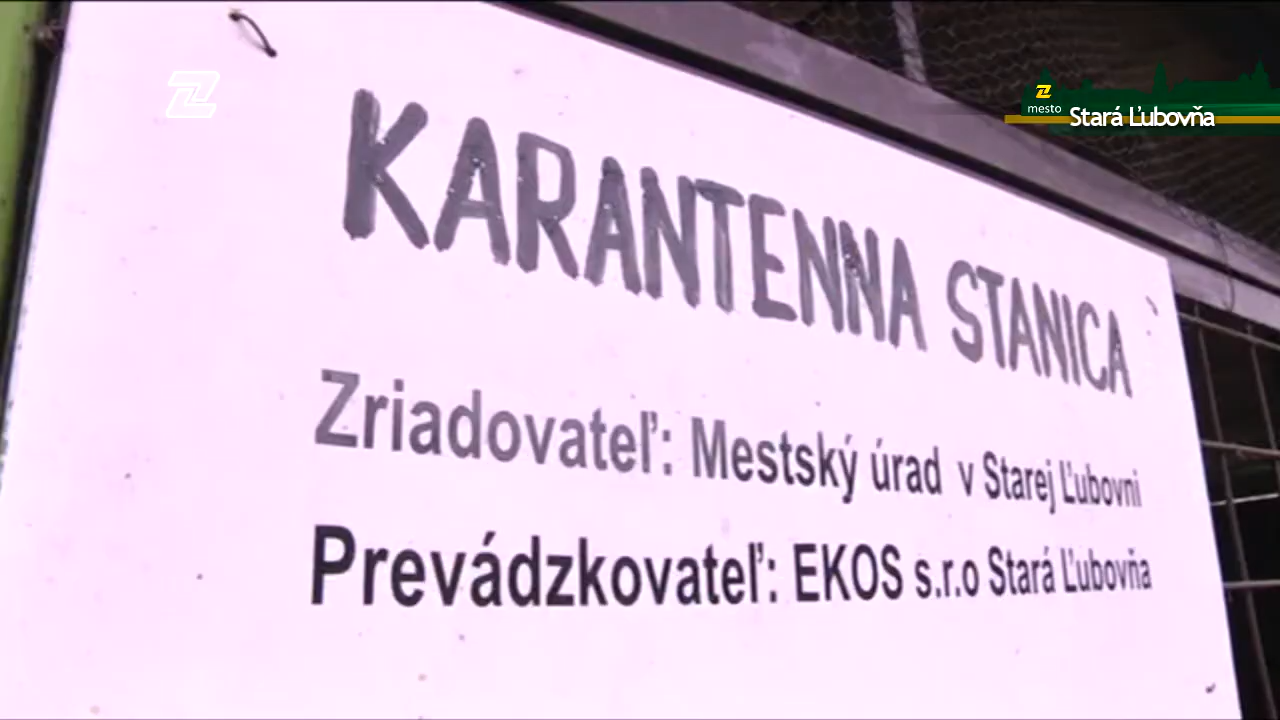 KARANTENNA STANICA
Zriadovateľ: Mestský úrad v Starej Ľubovni
Prevádzkovateľ: EKOS s.r.o Stará Ľubovňa
mesto Stará Ľubovňa